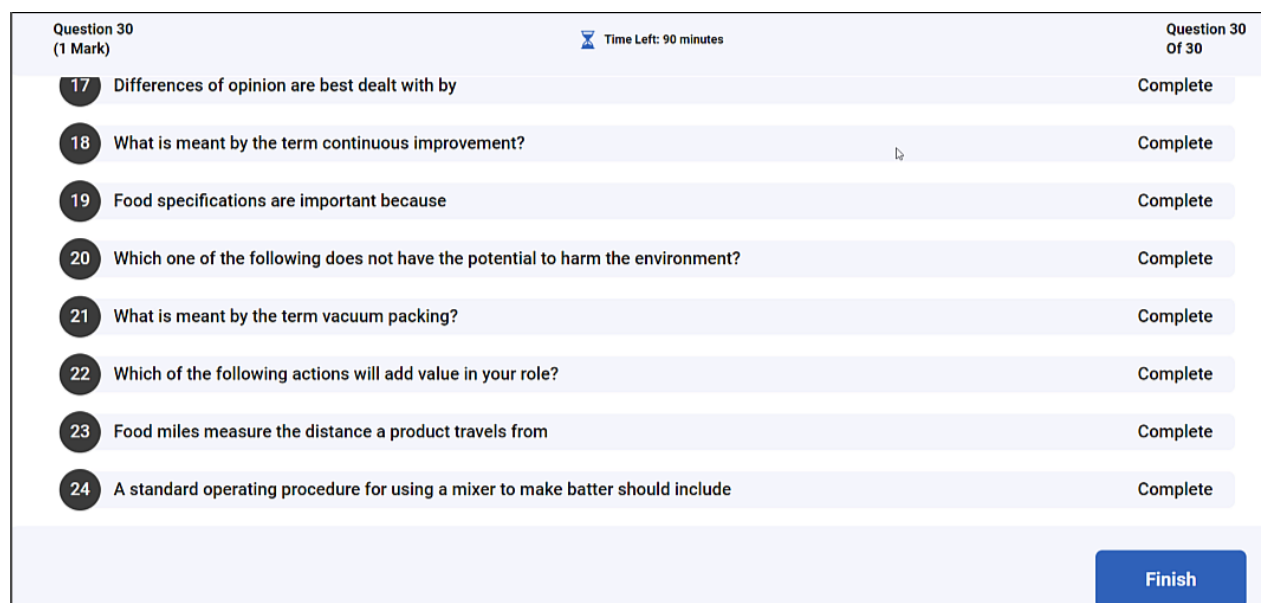 Question 30
(1 Mark)
Time Left: 90 minutes
Question 30
Of 30
17 Differences of opinion are best dealt with by Complete
18 What is meant by the term continuous improvement? Complete
19 Food specifications are important because Complete
20 Which one of the following does not have the potential to harm the environment? Complete
21 What is meant by the term vacuum packing? Complete
22 Which of the following actions will add value in your role? Complete
23 Food miles measure the distance a product travels from Complete
24 A standard operating procedure for using a mixer to make batter should include Complete
Finish